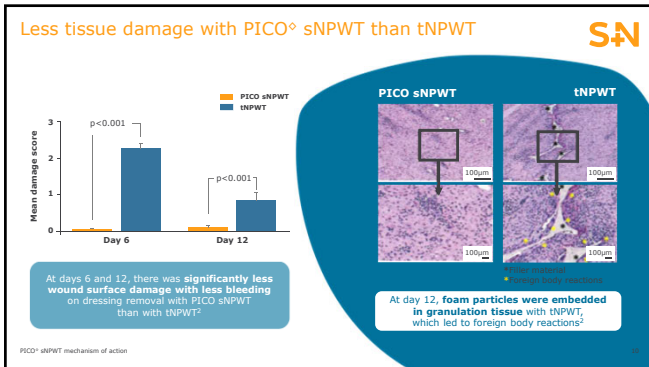 Less tissue damage with PICO◊ sNPWT than tNPWT
S+N
PICO sNPWT
tNPWT
Mean damage score
3
2
1
0
p<0.001
p<0.001
Day 6
Day 12
At days 6 and 12, there was significantly less
wound surface damage with less bleeding
on dressing removal with PICO sNPWT
than with tNPWT2
PICO sNPWT
tNPWT
100µm
100µm
100µm
100µm
*Filler material
*Foreign body reactions
At day 12, foam particles were embedded
in granulation tissue with tNPWT,
which led to foreign body reactions2
PICO◊ sNPWT mechanism of action